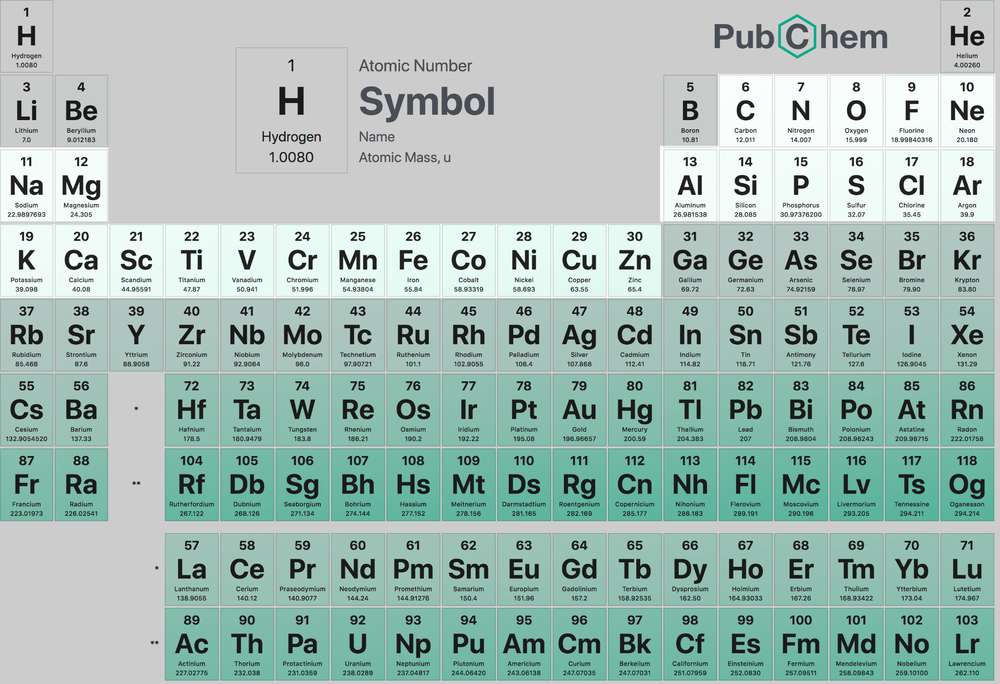 1
H
Hydrogen
1.0080
2
He
Helium
4.00260
PubChem
1
H
Hydrogen
1.0080
Atomic Number
Symbol
Name
Atomic Mass, u
3 4 5 6 7 8 9 10
Li Be B C N O F Ne
Lithium Beryllium Boron Carbon Nitrogen Oxygen Fluorine Neon
7.0 9.012183 10.81 12.011 14.007 15.999 18.99840316 20.180
11 12 13 14 15 16 17 18
Na Mg Al Si P S Cl Ar
Sodium Magnesium Aluminum Silicon Phosphorus Sulfur Chlorine Argon
22.9897693 24.305 26.981538 28.085 30.97376200 32.07 35.45 39.9
19 20 21 22 23 24 25 26 27 28 29 30 31 32 33 34 35 36
K Ca Sc Ti V Cr Mn Fe Co Ni Cu Zn Ga Ge As Se Br Kr
Potassium Calcium Scandium Titanium Vanadium Chromium Manganese Iron Cobalt Nickel Copper Zinc Gallium Germanium Arsenic Selenium Bromine Krypton
39.098 40.08 44.95591 47.87 50.941 51.996 54.93804 55.84 58.93319 58.693 63.55 65.4 69.72 72.63 74.92159 78.97 79.90 83.80
37 38 39 40 41 42 43 44 45 46 47 48 49 50 51 52 53 54
Rb Sr Y Zr Nb Mo Tc Ru Rh Pd Ag Cd In Sn Sb Te I Xe
Rubidium Strontium Yttrium Zirconium Niobium Molybdenum Technetium Ruthenium Rhodium Palladium Silver Cadmium Indium Tin Antimony Tellurium Iodine Xenon
85.468 87.6 88.9058 91.22 92.9064 96.0 97.90721 101.1 102.9055 106.4 107.868 112.41 114.82 118.71 121.76 127.6 126.9045 131.29
55 56 72 73 74 75 76 77 78 79 80 81 82 83 84 85 86
Cs Ba * Hf Ta W Re Os Ir Pt Au Hg Tl Pb Bi Po At Rn
Cesium Barium Hafnium Tantalum Tungsten Rhenium Osmium Iridium Platinum Gold Mercury Thallium Lead Bismuth Polonium Astatine Radon
132.9054520 137.33 178.5 180.9479 183.8 186.21 190.2 192.22 195.08 196.96657 200.59 204.383 207 208.9804 208.98243 209.98715 222.01758
87 88 104 105 106 107 108 109 110 111 112 113 114 115 116 117 118
Fr Ra ** Rf Db Sg Bh Hs Mt Ds Rg Cn Nh Fl Mc Lv Ts Og
Francium Radium Rutherfordium Dubnium Seaborgium Bohrium Hassium Meitnerium Darmstadtium Roentgenium Copernicium Nihonium Flerovium Moscovium Livermorium Tennessine Oganesson
223.01973 226.02541 267.122 268.126 271.134 274.144 277.152 278.156 281.165 282.169 285.177 286.183 289.191 290.196 293.205 294.211 294.214
57 58 59 60 61 62 63 64 65 66 67 68 69 70 71
* La Ce Pr Nd Pm Sm Eu Gd Tb Dy Ho Er Tm Yb Lu
Lanthanum Cerium Praseodymium Neodymium Promethium Samarium Europium Gadolinium Terbium Dysprosium Holmium Erbium Thulium Ytterbium Lutetium
138.9055 140.12 140.9077 144.24 144.91276 150.4 151.96 157.2 158.92535 162.50 164.93033 167.26 168.93422 173.04 174.967
89 90 91 92 93 94 95 96 97 98 99 100 101 102 103
** Ac Th Pa U Np Pu Am Cm Bk Cf Es Fm Md No Lr
Actinium Thorium Protactinium Uranium Neptunium Plutonium Americium Curium Berkelium Californium Einsteinium Fermium Mendelevium Nobelium Lawrencium
227.02775 232.038 231.0359 238.0289 237.04817 244.06420 243.06138 247.07035 247.07031 251.07959 252.0830 257.09511 258.09843 259.10100 262.110